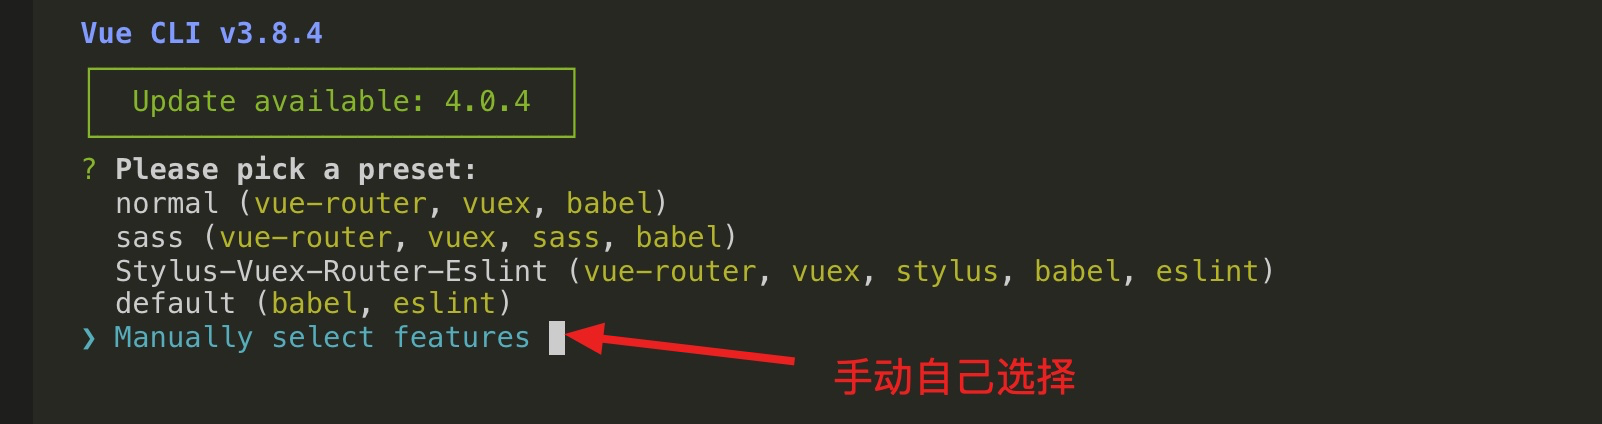 Vue CLI v3.8.4
Update available: 4.0.4
? Please pick a preset:
normal (vue-router, vuex, babel)
sass (vue-router, vuex, sass, babel)
Stylus-Vuex-Router-Eslint (vue-router, vuex, stylus, babel, eslint)
default (babel, eslint)
❯ Manually select features
手动自己选择